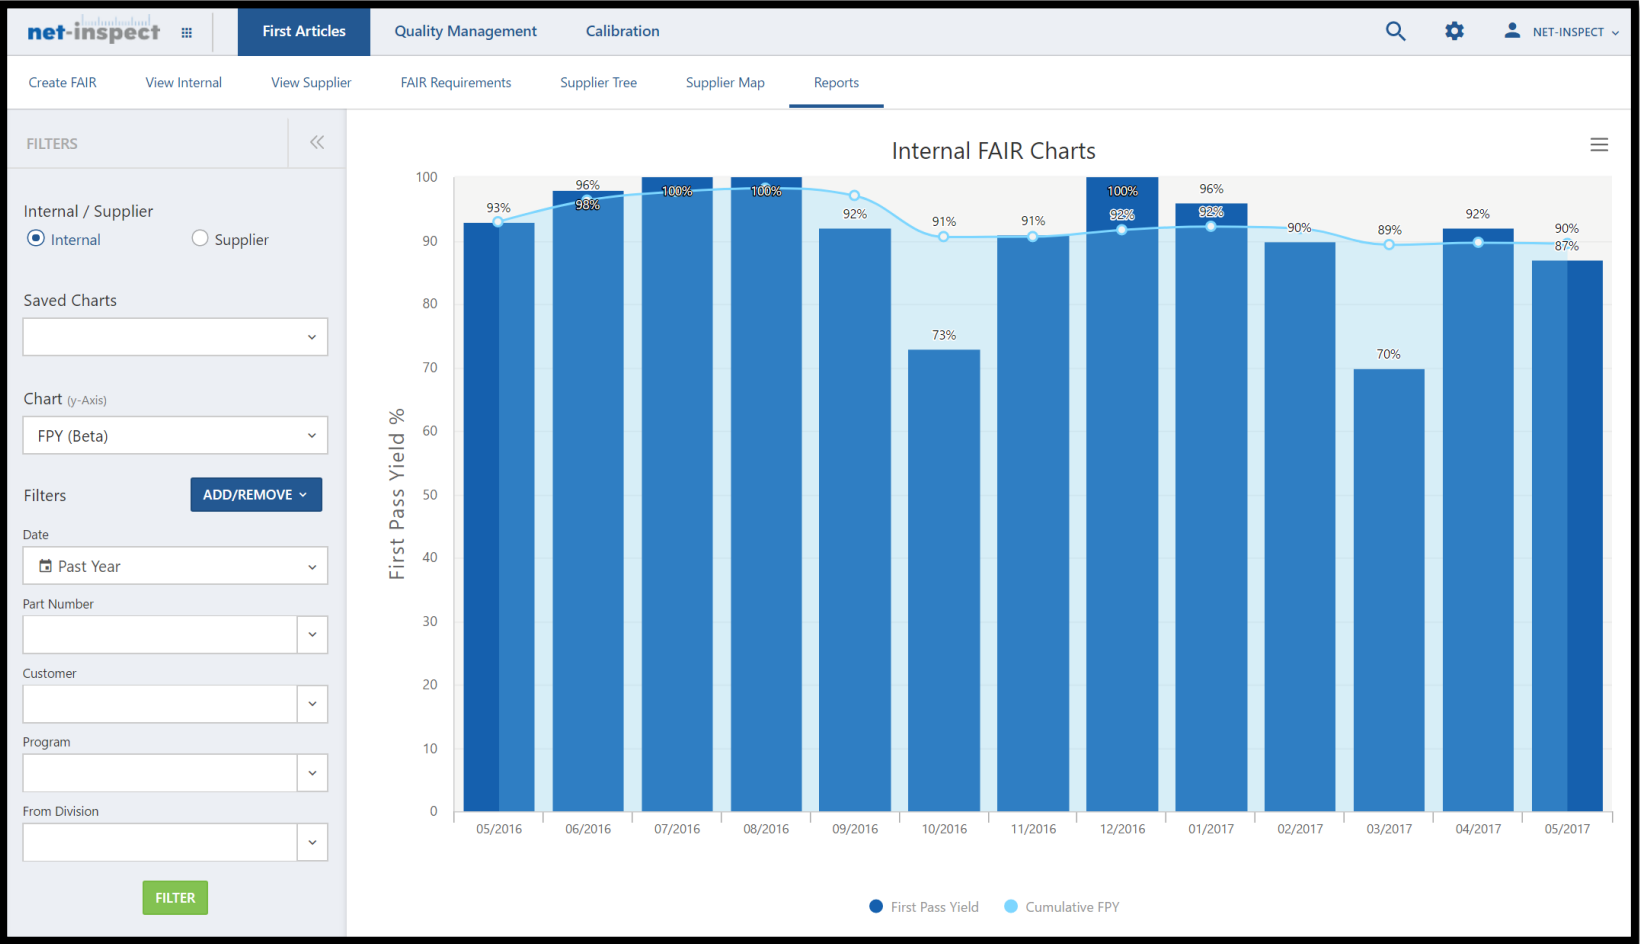 net-inspect
First Articles
Quality Management
Calibration
NET-INSPECT
Create FAIR
View Internal
View Supplier
FAIR Requirements
Supplier Tree
Supplier Map
Reports
FILTERS
Internal / Supplier
Internal
Supplier
Saved Charts
Chart (y-Axis)
FPY (Beta)
Filters
ADD/REMOVE
Date
Past Year
Part Number
Customer
Program
From Division
FILTER
Internal FAIR Charts
First Pass Yield %
100
90
80
70
60
50
40
30
20
10
0
93%
96%
98%
100%
100%
92%
91%
73%
91%
100%
92%
96%
92%
90%
89%
70%
92%
90%
87%
05/2016
06/2016
07/2016
08/2016
09/2016
10/2016
11/2016
12/2016
01/2017
02/2017
03/2017
04/2017
05/2017
First Pass Yield
Cumulative FPY